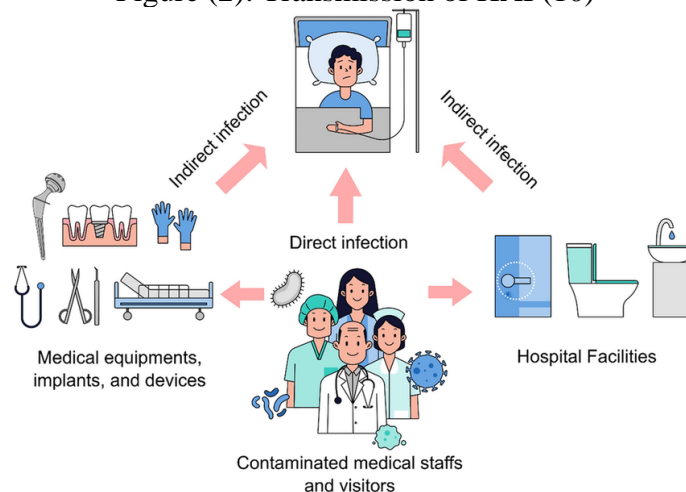 Indirect infection
Indirect infection
Direct infection
Medical equipments,
implants, and devices
Hospital Facilities
Contaminated medical staffs
and visitors